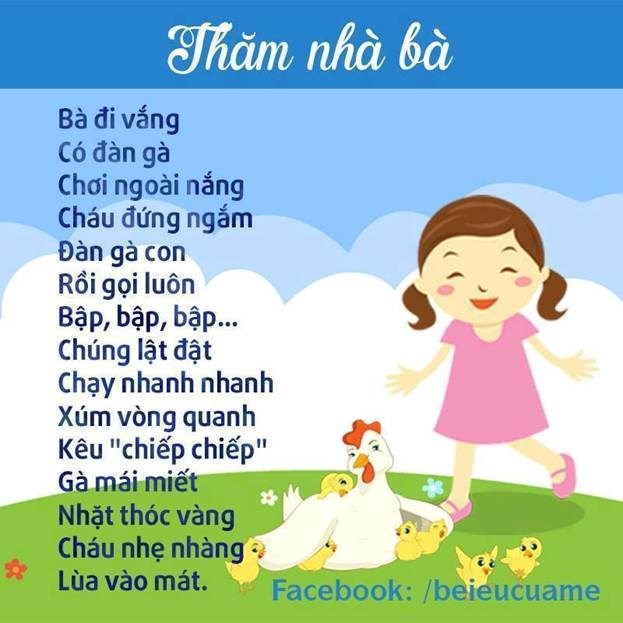 Thăm nhà bà
Bà đi vắng
Có đàn gà
Chơi ngoài nắng
Cháu đứng ngắm
Đàn gà con
Rồi gọi luôn
Bập, bập, bập...
Chúng lật đật
Chạy nhanh nhanh
Xúm vòng quanh
Kêu "chiếp chiếp"
Gà mái miết
Nhặt thóc vàng
Cháu nhẹ nhàng
Lùa vào mát.
Facebook: /beieucuame